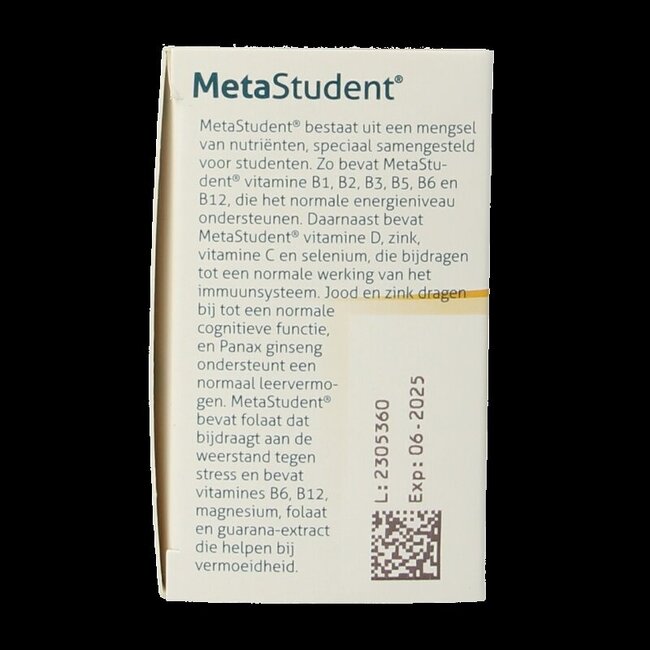 MetaStudent®
MetaStudent® bestaat uit een mengsel
van nutriënten, speciaal samengesteld
voor studenten. Zo bevat MetaStu-
dent® vitamine B1, B2, B3, B5, B6 en
B12, die het normale energieniveau
ondersteunen. Daarnaast bevat
MetaStudent® vitamine D, zink,
vitamine C en selenium, die bijdragen
tot een normale werking van het
immuunsysteem. Jood en zink dragen
bij tot een normale
cognitieve functie,
en Panax ginseng
ondersteunt een
normaal leervermo-
gen. MetaStudent®
bevat folaat dat
bijdraagt aan de
weerstand tegen
stress en bevat
vitamines B6, B12,
magnesium, folaat
en guarana-extract
die helpen bij
vermoeidheid.
L: 2305360
Exp: 06-2025